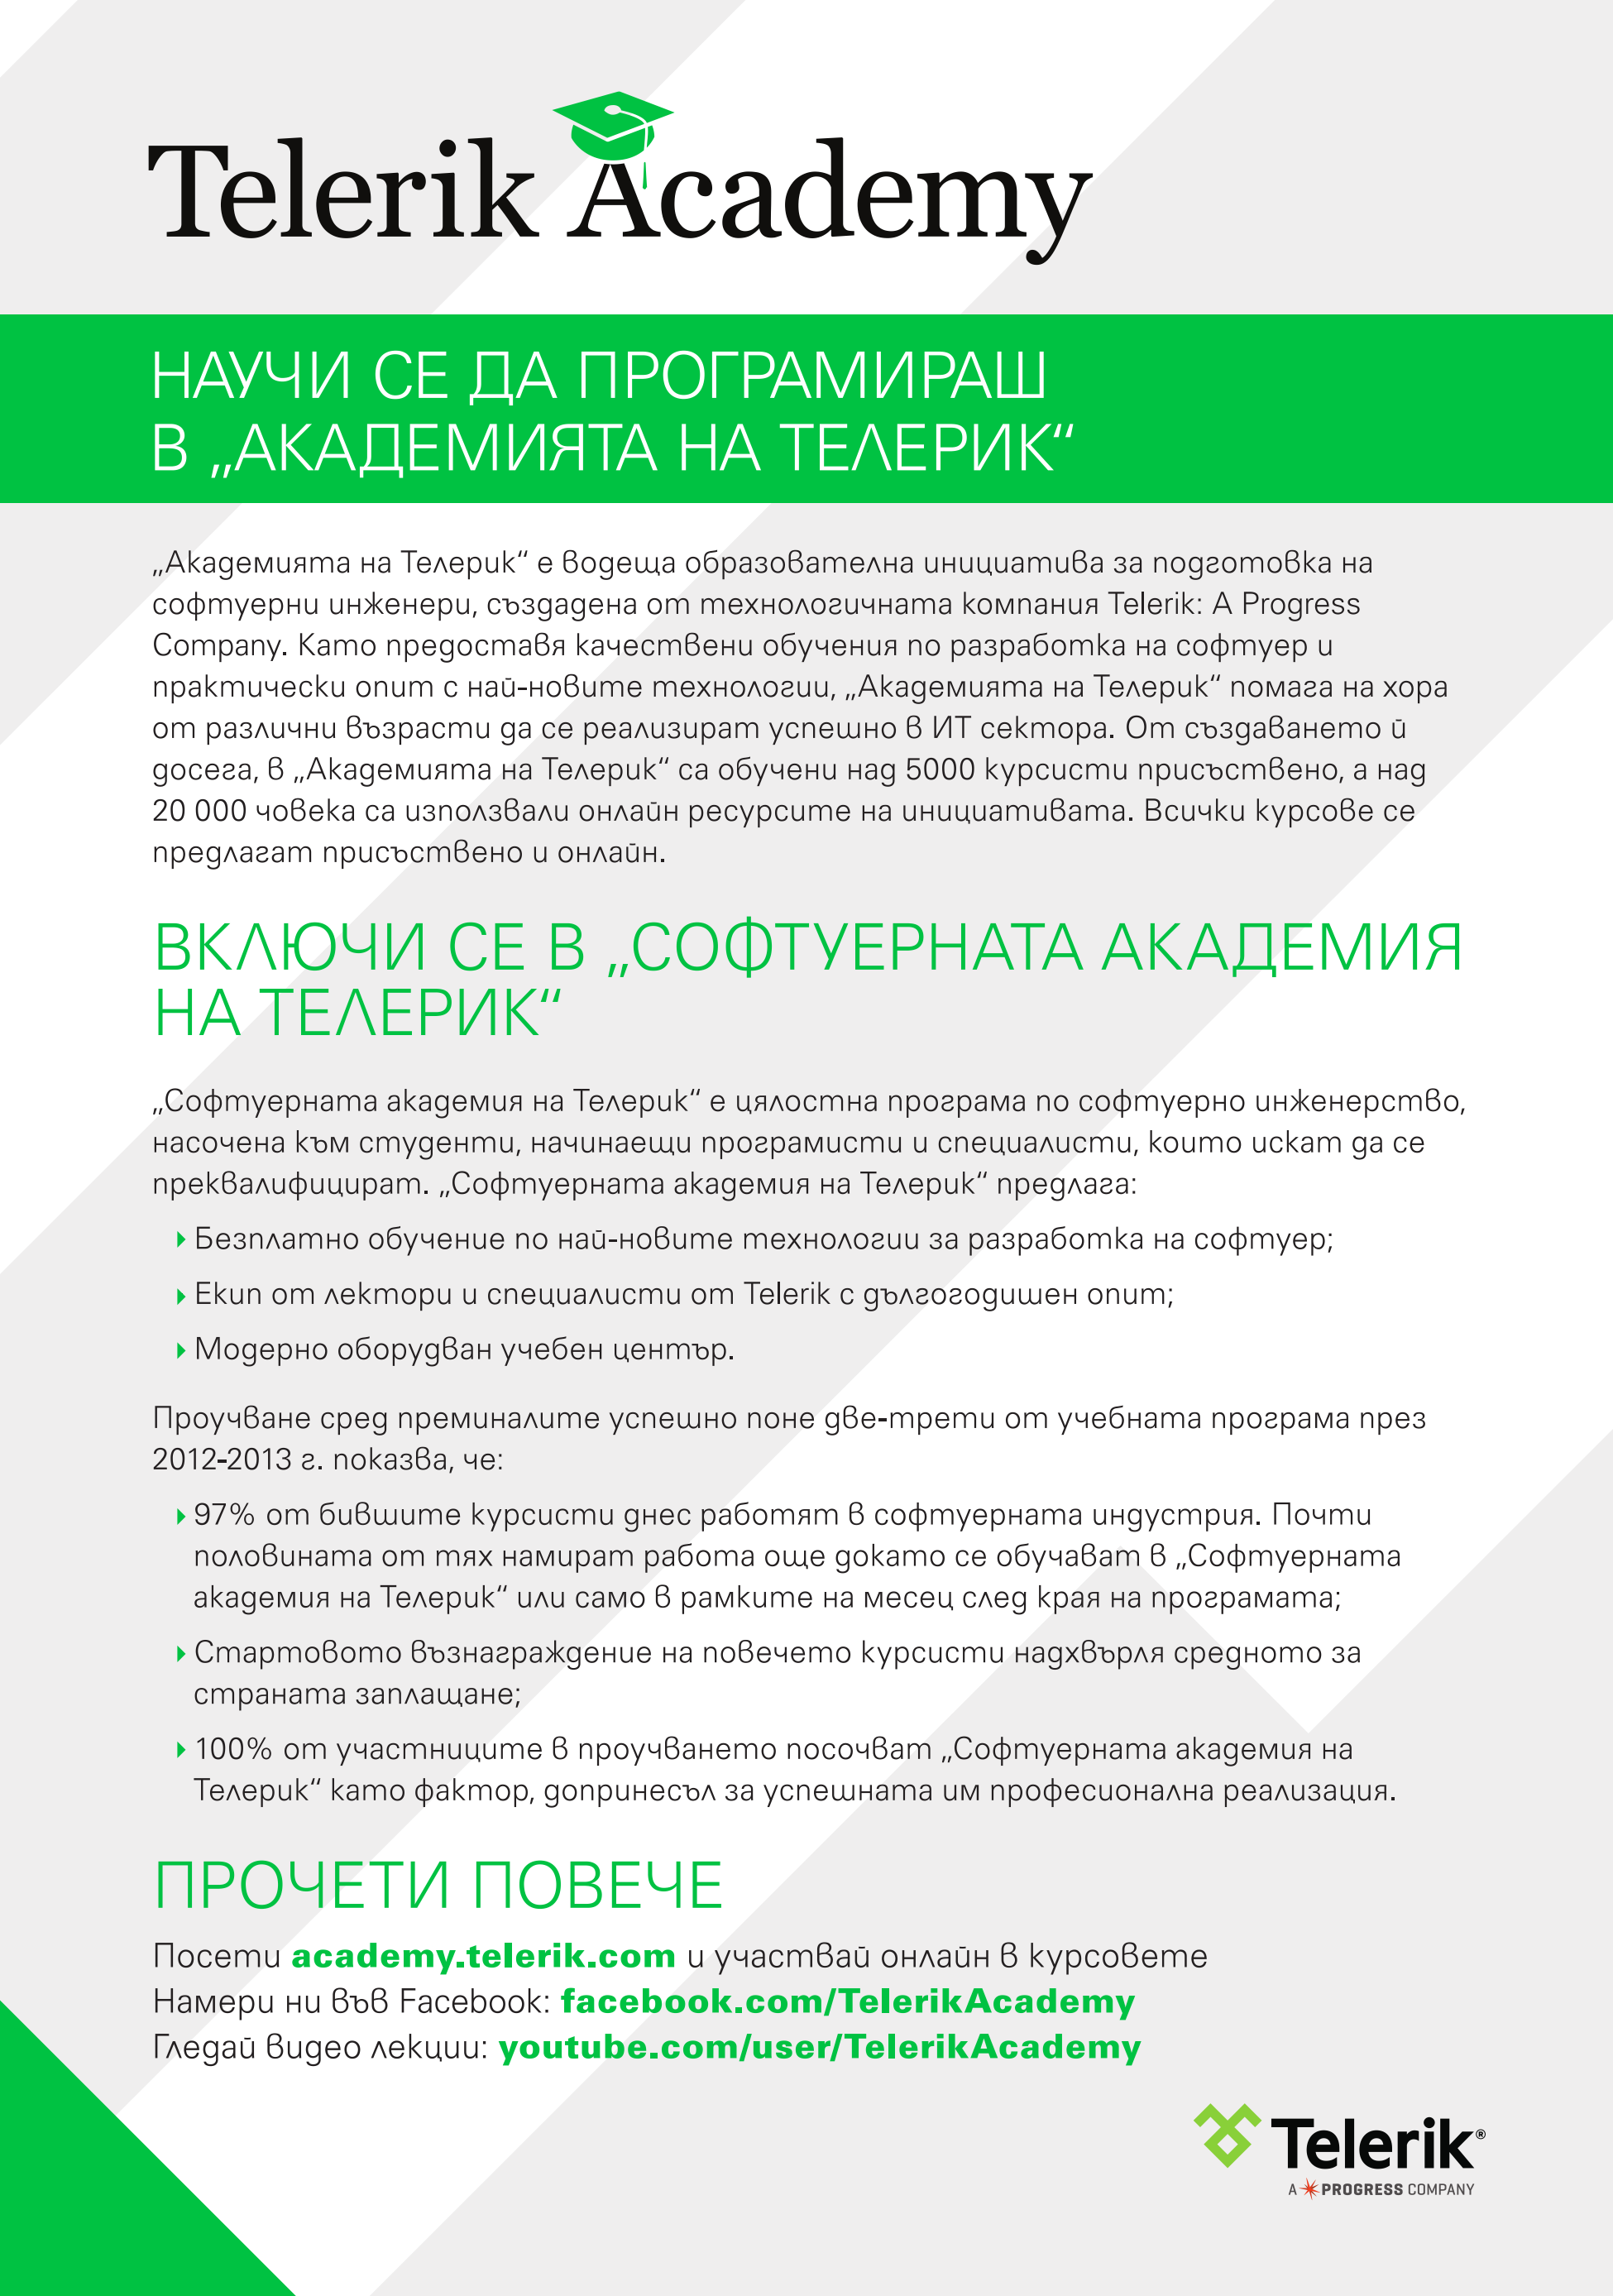 Telerik Academy
НАУЧИ СЕ ДА ПРОГРАМИРАШ
В „АКАДЕМИЯТА НА ТЕЛЕРИК“
„Академията на Телерик“ е водеща образователна инициатива за подготовка на
софтуерни инженери, създадена от технологичната компания Telerik: A Progress
Company. Като предоставя качествени обучения по разработка на софтуер и
практически опит с най-новите технологии, „Академията на Телерик“ помага на хора
от различни възрасти да се реализират успешно в ИТ сектора. От създаването ѝ
досега, в „Академията на Телерик“ са обучени над 5000 курсисти присъствено, а над
20 000 човека са използвали онлайн ресурсите на инициативата. Всички курсове се
предлагат присъствено и онлайн.
ВКЛЮЧИ СЕ В „СОФТУЕРНАТА АКАДЕМИЯ
НА ТЕЛЕРИК“
„Софтуерната академия на Телерик“ е цялостна програма по софтуерно инженерство,
насочена към студенти, начинаещи програмисти и специалисти, които искат да се
преквалифицират. „Софтуерната академия на Телерик“ предлага:
Безплатно обучение по най-новите технологии за разработка на софтуер;
Екип от лектори и специалисти от Telerik с дългогодишен опит;
Модерно оборудван учебен център.
Проучване сред преминалите успешно поне две-трети от учебната програма през
2012-2013 г. показва, че:
97% от бившите курсисти днес работят в софтуерната индустрия. Почти
половината от тях намират работа още докато се обучават в „Софтуерната
академия на Телерик“ или само в рамките на месец след края на програмата;
Стартовото възнаграждение на повечето курсисти надхвърля средното за
страната заплащане;
100% от участниците в проучването посочват „Софтуерната академия на
Телерик“ като фактор, допринесъл за успешната им професионална реализация.
ПРОЧЕТИ ПОВЕЧЕ
Посети academy.telerik.com и участвай онлайн в курсовете
Намери ни във Facebook: facebook.com/TelerikAcademy
Гледай видео лекции: youtube.com/user/TelerikAcademy
Telerik®
A PROGRESS COMPANY